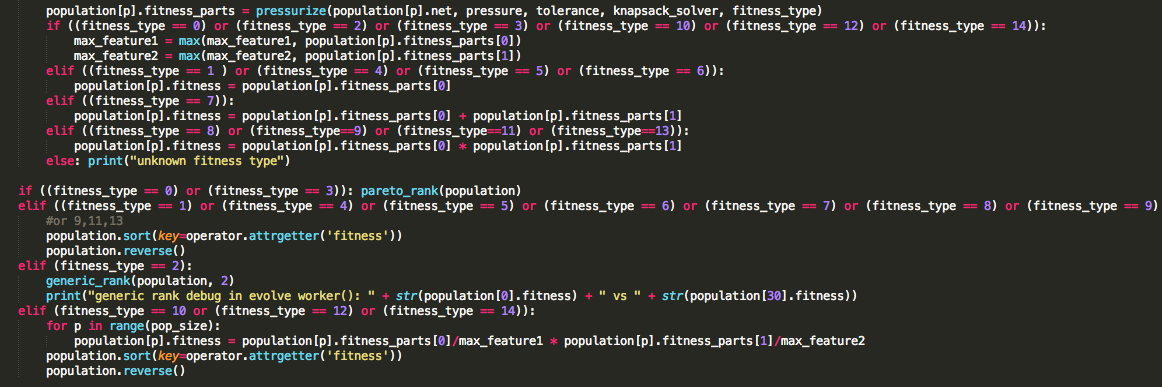 population[p].fitness_parts = pressurize(population[p].net, pressure, tolerance, knapsack_solver, fitness_type)
if ((fitness_type == 0) or (fitness_type == 2) or (fitness_type == 3) or (fitness_type == 10) or (fitness_type == 12) or (fitness_type == 14)):
max_feature1 = max(max_feature1, population[p].fitness_parts[0])
max_feature2 = max(max_feature2, population[p].fitness_parts[1])
elif ((fitness_type == 1 ) or (fitness_type == 4) or (fitness_type == 5) or (fitness_type == 6)):
population[p].fitness = population[p].fitness_parts[0]
elif ((fitness_type == 7)):
population[p].fitness = population[p].fitness_parts[0] + population[p].fitness_parts[1]
elif ((fitness_type == 8) or (fitness_type==9) or (fitness_type==11) or (fitness_type==13)):
population[p].fitness = population[p].fitness_parts[0] * population[p].fitness_parts[1]
else: print("unknown fitness type")
if ((fitness_type == 0) or (fitness_type == 3)): pareto_rank(population)
elif ((fitness_type == 1) or (fitness_type == 4) or (fitness_type == 5) or (fitness_type == 6) or (fitness_type == 7) or (fitness_type == 8) or (fitness_type == 9)
#or 9,11,13
population.sort(key=operator.attrgetter('fitness'))
population.reverse()
elif (fitness_type == 2):
generic_rank(population, 2)
print("generic rank debug in evolve worker(): " + str(population[0].fitness) + " vs " + str(population[30].fitness))
elif (fitness_type == 10 or (fitness_type == 12) or (fitness_type == 14)):
for p in range(pop_size):
population[p].fitness = population[p].fitness_parts[0]/max_feature1 * population[p].fitness_parts[1]/max_feature2
population.sort(key=operator.attrgetter('fitness'))
population.reverse()